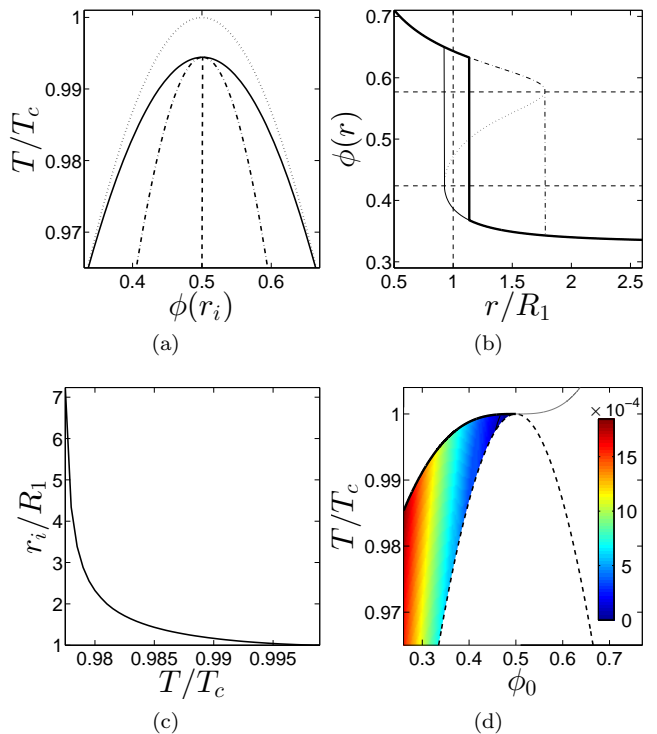 1
0.99
0.98
0.97
T/T_c
0.4 0.5 0.6
ϕ(r_i)
(a)
0.7
0.6
0.5
0.4
0.3
ϕ(r)
0.5 1 1.5 2 2.5
r/R_1
(b)
7
6
5
4
3
2
1
r_i/R_1
0.98 0.985 0.99 0.995
T/T_c
(c)
1
0.99
0.98
0.97
T/T_c
× 10^{-4}
15
10
5
0
0.3 0.4 0.5 0.6 0.7
ϕ_0
(d)